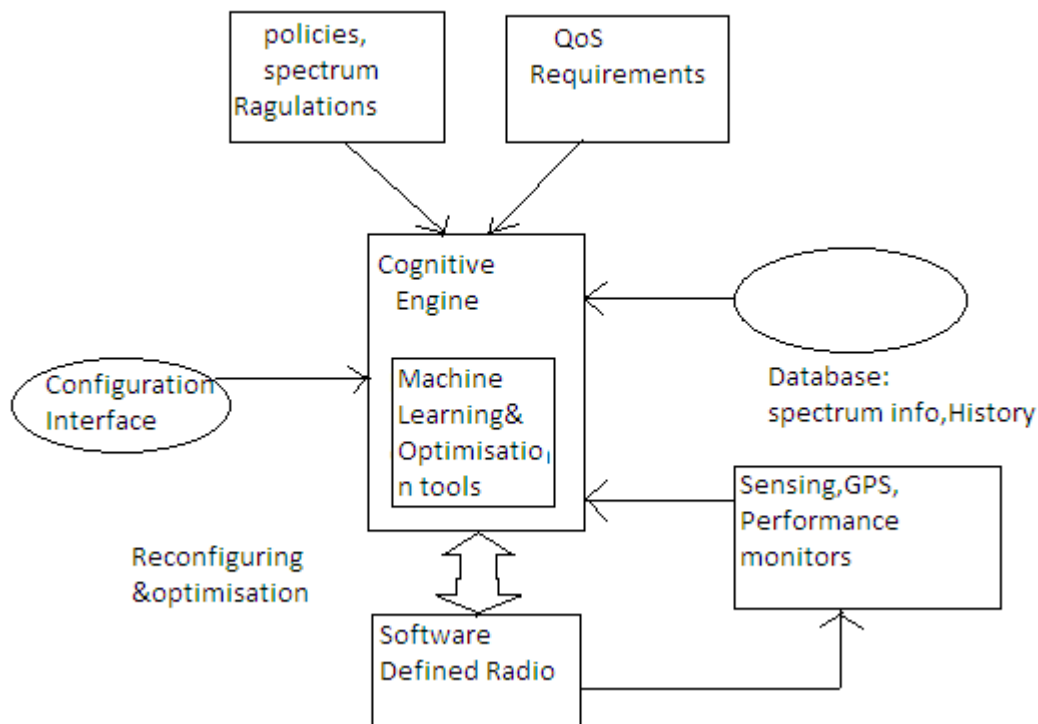 policies,
spectrum
Ragulations
QoS
Requirements
Cognitive
Engine
Machine
Learning&
Optimisatio
n tools
Configuration
Interface
Database:
spectrum info,History
Sensing,GPS,
Performance
monitors
Reconfiguring
&optimisation
Software
Defined Radio